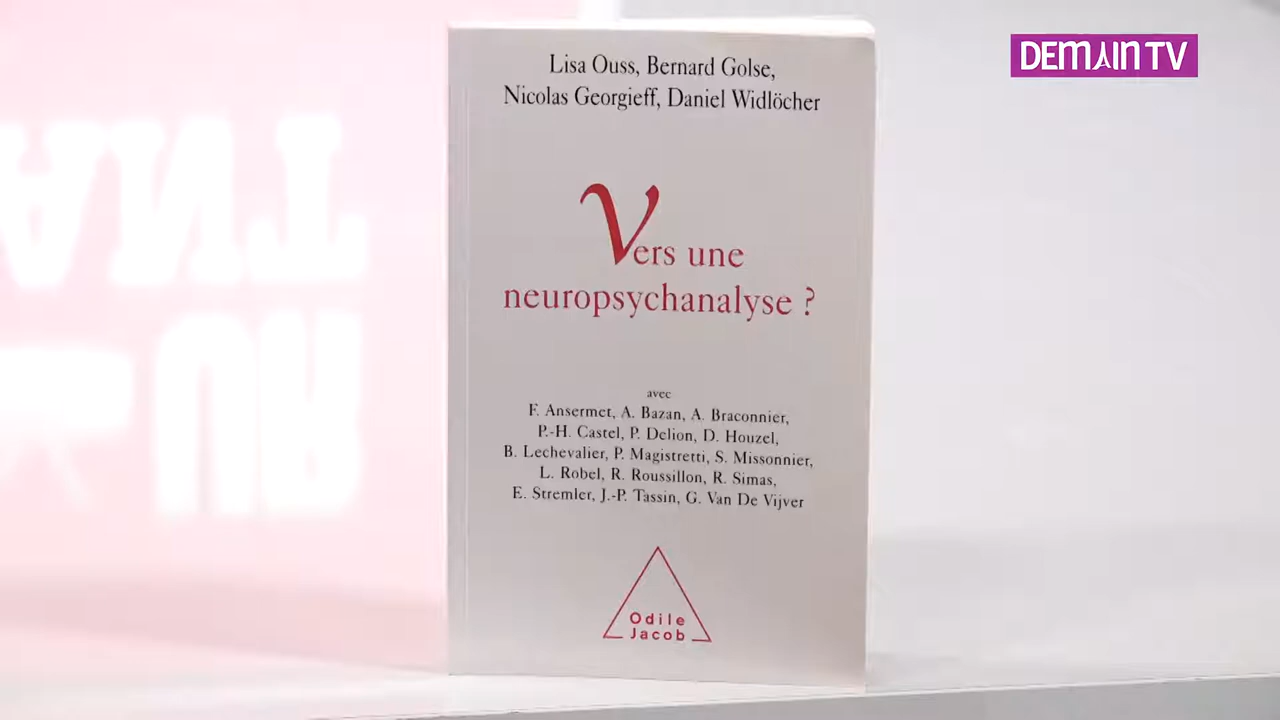 DEMAIN TV
Lisa Ouss, Bernard Golse,
Nicolas Georgieff, Daniel Widlöcher
Vers une
neuropsychanalyse ?
avec
F. Ansermet, A. Bazan, A. Braconnier,
P.-H. Castel, P. Delion, D. Houzel,
B. Lechevalier, P. Magistretti, S. Missonnier,
L. Robel, R. Roussillon, R. Simas,
E. Stremler, J.-P. Tassin, G. Van De Vijver
Odile
Jacob